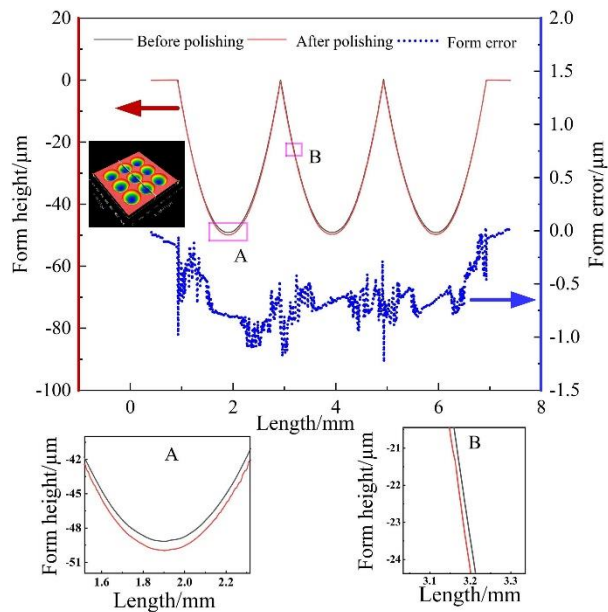 Before polishing After polishing Form error
20
0
-20
-40
-60
-80
-100
Form height/µm
2.0
1.5
1.0
0.5
0.0
-0.5
-1.0
-1.5
Form error/µm
B
A
0 2 4 6 8
Length/mm
A
-42
-45
-48
-51
Form height/µm
1.6 1.8 2.0 2.2
Length/mm
B
-21
-22
-23
-24
Form height/µm
3.1 3.2 3.3
Length/mm